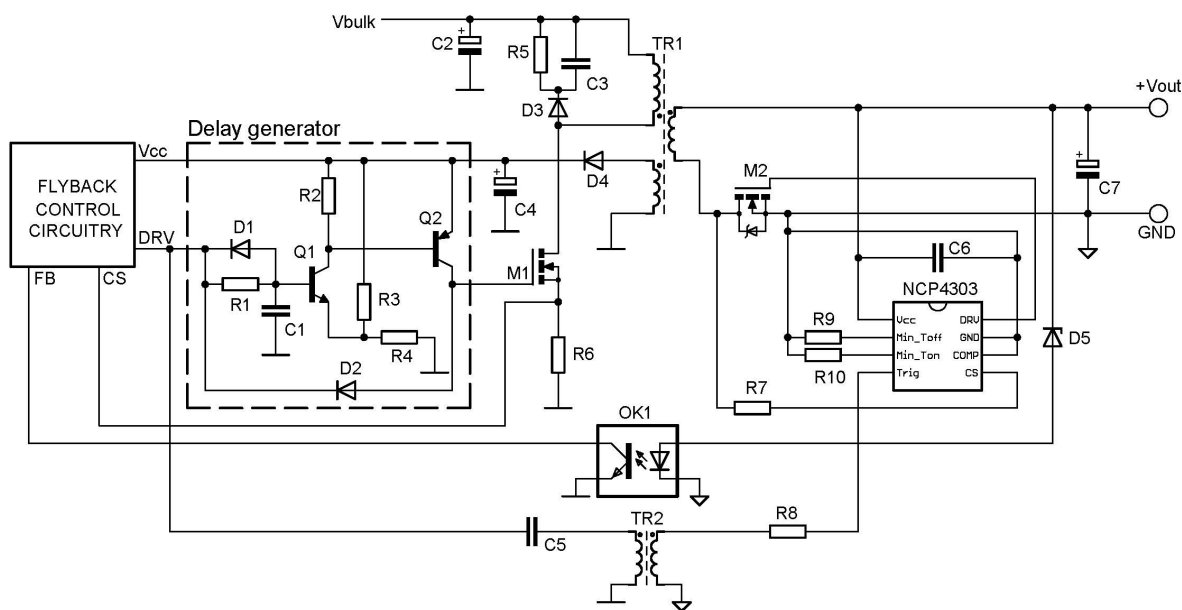 Vbulk
C2
+
R5
C3
TR1
D3
+Vout
Delay generator
Vcc
FLYBACK
CONTROL
CIRCUITRY
DRV
FB
CS
R2
D1
Q1
Q2
R1
C1
R3
R4
D2
+
C4
D4
M1
R6
M2
+
C7
GND
C6
NCP4303
Vcc
DRV
Min_Toff
GND
Min_Ton
COMP
Trig
CS
R9
R10
R7
D5
OK1
C5
TR2
R8